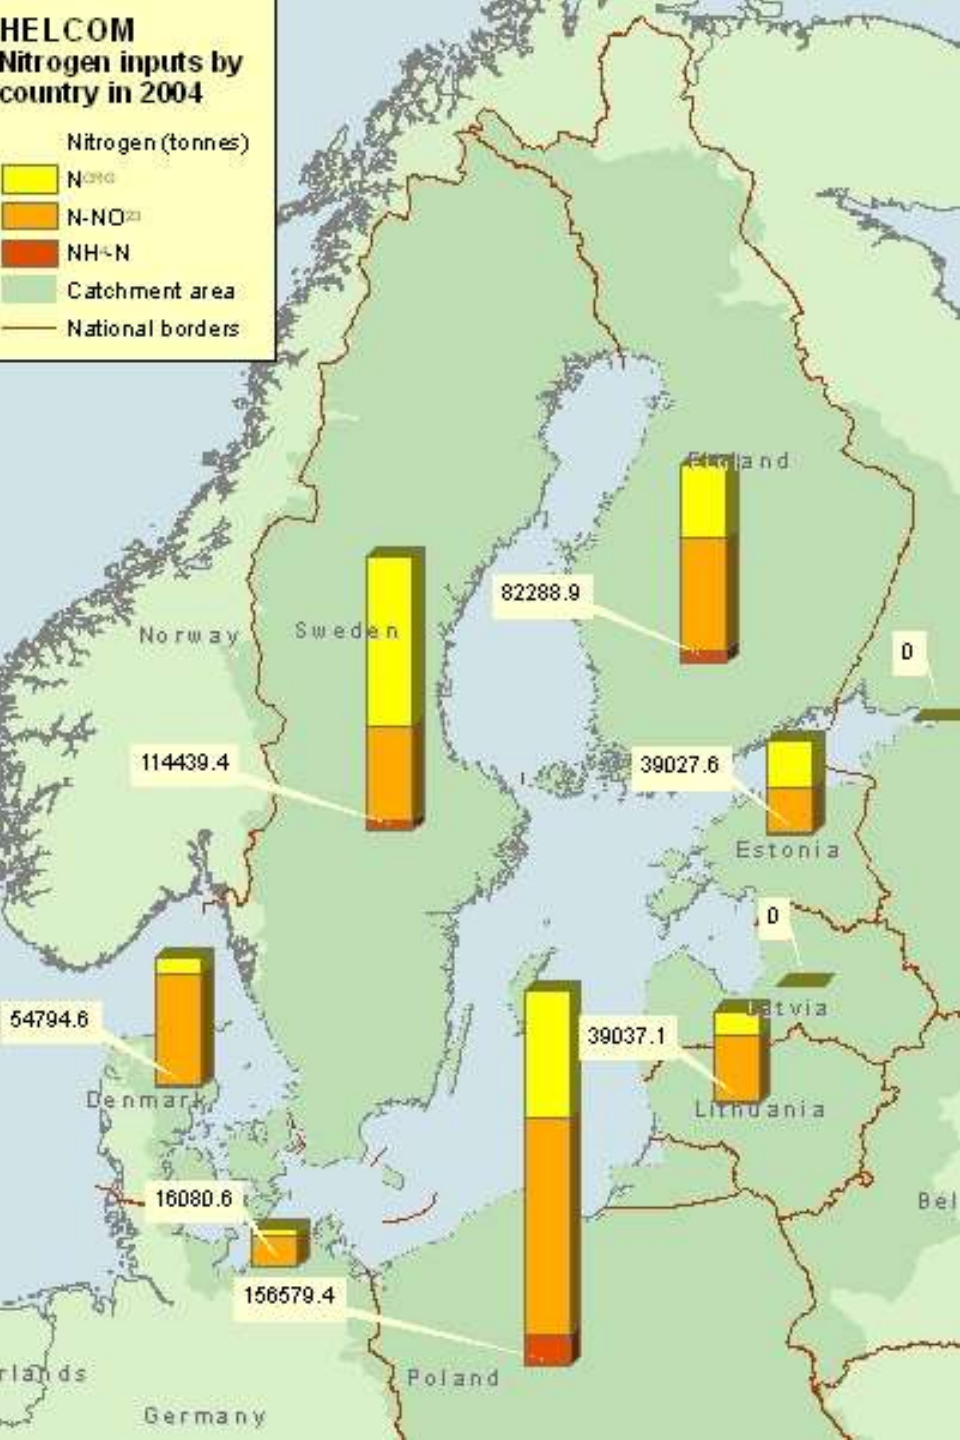 HELCOM
Nitrogen inputs by
country in 2004
Nitrogen (tonnes)
N
N-NO23
NH4-N
Catchment area
National borders
Finland
82288.9
Norway
Sweden
0
114439.4
39027.6
Estonia
0
54794.6
Latvia
39037.1
Denmark
Lithuania
16080.6
Bel
156579.4
rlands
Poland
Germany